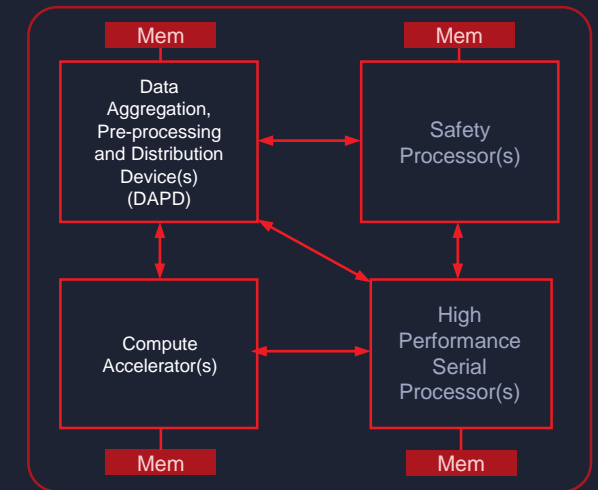 Mem
Mem
Data
Aggregation,
Pre-processing
and Distribution
Device(s)
(DAPD)
Safety
Processor(s)
Compute
Accelerator(s)
High
Performance
Serial
Processor(s)
Mem
Mem